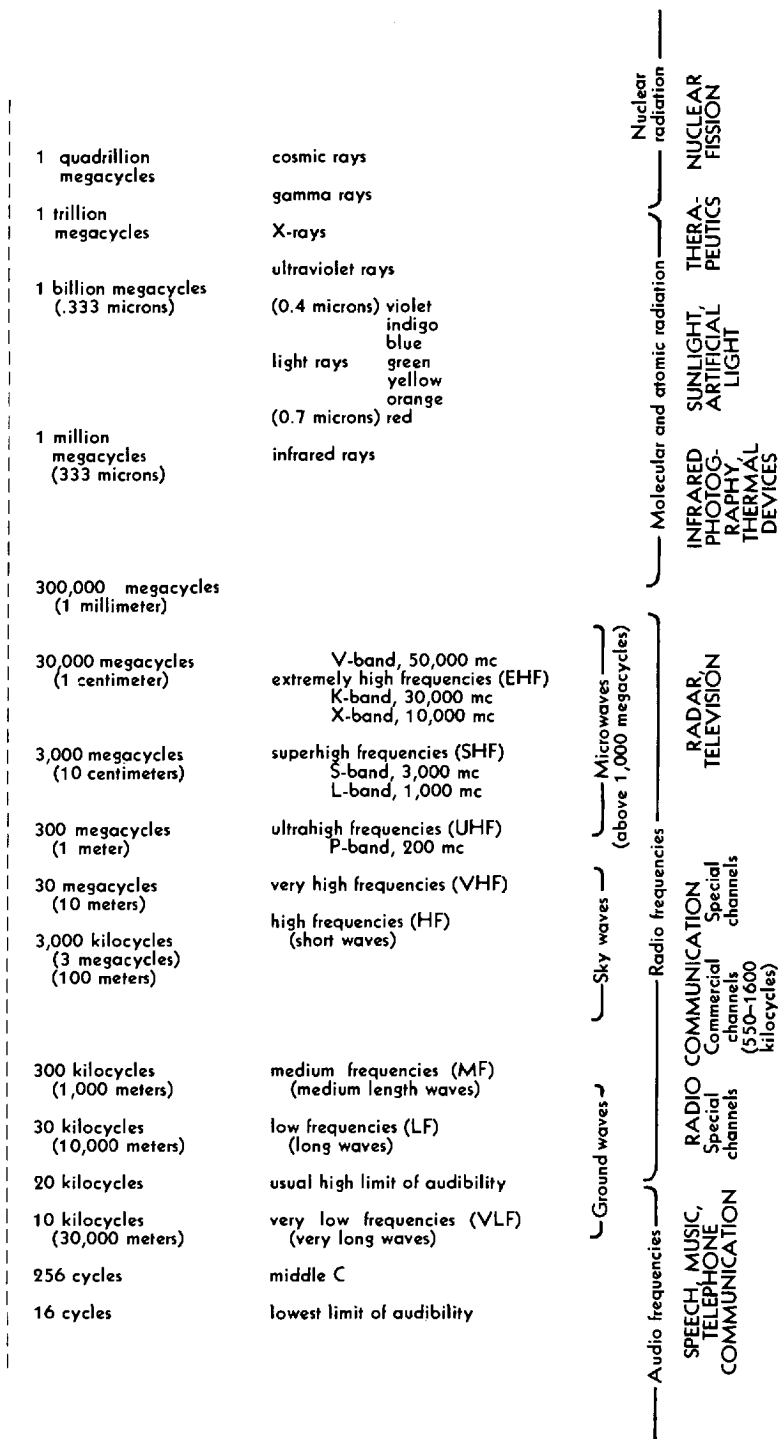 1 quadrillion
megacycles
cosmic rays
gamma rays
1 trillion
megacycles
X-rays
ultraviolet rays
1 billion megacycles
(.333 microns)
(0.4 microns) violet
indigo
blue
light rays green
yellow
orange
(0.7 microns) red
1 million
megacycles
(333 microns)
infrared rays
300,000 megacycles
(1 millimeter)
30,000 megacycles
(1 centimeter)
V-band, 50,000 mc
extremely high frequencies (EHF)
K-band, 30,000 mc
X-band, 10,000 mc
3,000 megacycles
(10 centimeters)
superhigh frequencies (SHF)
S-band, 3,000 mc
L-band, 1,000 mc
300 megacycles
(1 meter)
ultrahigh frequencies (UHF)
P-band, 200 mc
30 megacycles
(10 meters)
very high frequencies (VHF)
high frequencies (HF)
(short waves)
3,000 kilocycles
(3 megacycles)
(100 meters)
300 kilocycles
(1,000 meters)
medium frequencies (MF)
(medium length waves)
30 kilocycles
(10,000 meters)
low frequencies (LF)
(long waves)
20 kilocycles
usual high limit of audibility
10 kilocycles
(30,000 meters)
very low frequencies (VLF)
(very long waves)
256 cycles
middle C
16 cycles
lowest limit of audibility
Microwaves
(above 1,000 megacycles)
Sky waves
Ground waves
Nuclear
radiation
Molecular and atomic radiation
Radio frequencies
Audio frequencies
NUCLEAR
FISSION
THERA-
PEUTICS
SUNLIGHT,
ARTIFICIAL
LIGHT
INFRARED
PHOTOG-
RAPHY,
THERMAL
DEVICES
RADAR,
TELEVISION
RADIO COMMUNICATION
Special
channels
Commercial
channels
(550–1600
kilocycles)
Special
channels
SPEECH, MUSIC,
TELEPHONE
COMMUNICATION